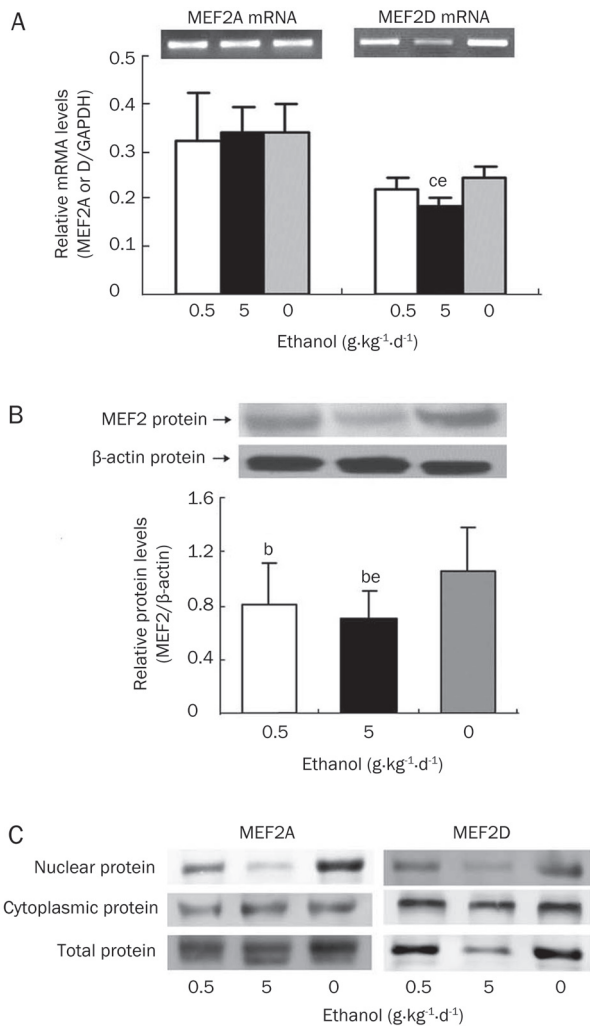 A
MEF2A mRNA MEF2D mRNA
Relative mRMA levels
(MEF2A or D/GAPDH)
0.5
0.4
0.3
0.2
0.1
0
ce
0.5 5 0 0.5 5 0
Ethanol (g·kg⁻¹·d⁻¹)
B
MEF2 protein →
β-actin protein →
Relative protein levels
(MEF2/β-actin)
1.6
1.2
0.8
0.4
0
b
be
0.5 5 0
Ethanol (g·kg⁻¹·d⁻¹)
C
MEF2A MEF2D
Nuclear protein
Cytoplasmic protein
Total protein
0.5 5 0 0.5 5 0
Ethanol (g·kg⁻¹·d⁻¹)